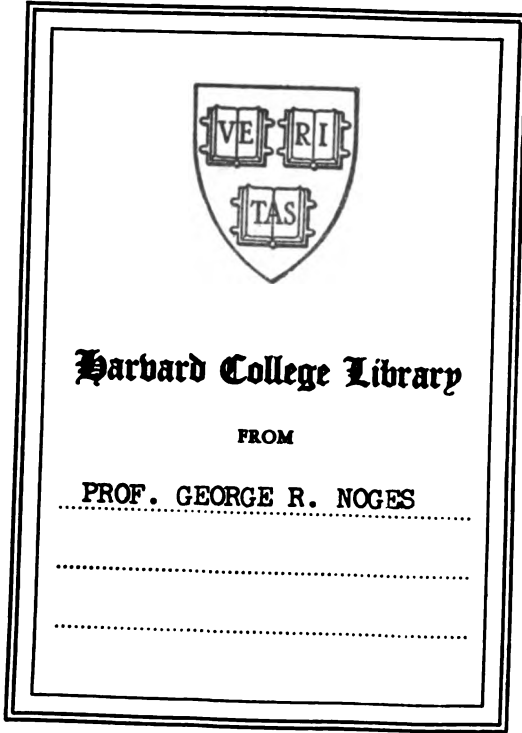 VE RI
TAS
Harvard College Library
FROM
PROF. GEORGE R. NOGES